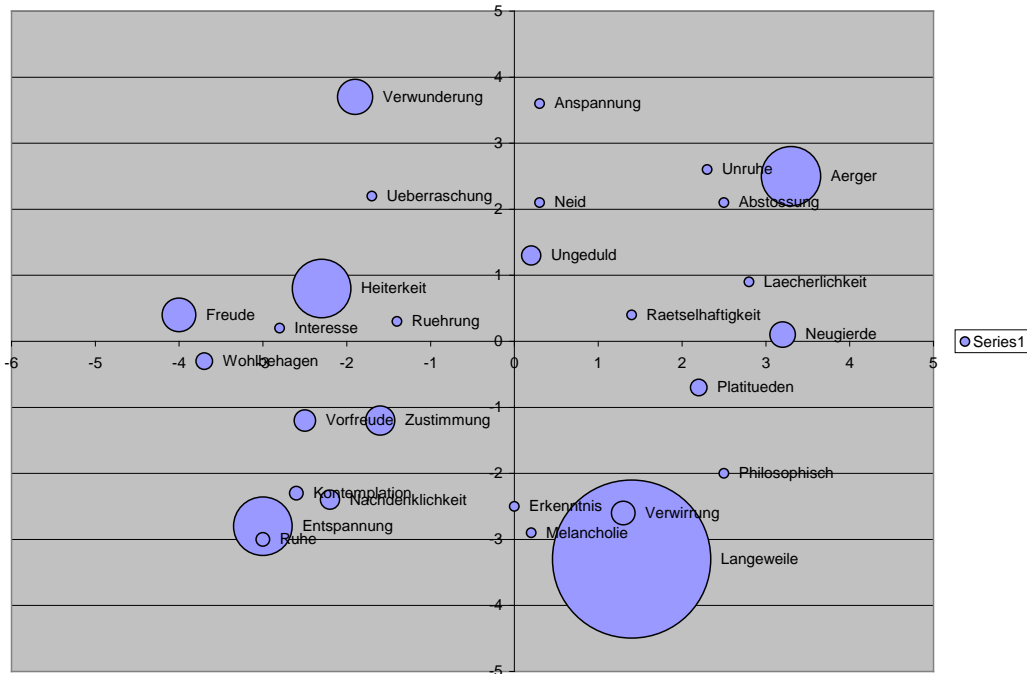 5
4
Verwunderung
Anspannung
3
Unruhe
Aerger
Ueberraschung
2
Neid
Abstossung
Ungeduld
1
Heiterkeit
Laecherlichkeit
Freude
Interesse
Ruehrung
Raetselhaftigkeit
Neugierde
Series1
0
-6 -5 -4 -3 -2 -1 0 1 2 3 4 5
Wohlbehagen
Platitueden
-1
Vorfreude
Zustimmung
-2
Philosophisch
Kontemplation
Nachdenklichkeit
Erkenntnis
Verwirrung
Entspannung
Melancholie
-3
Ruhe
Langeweile
-4
-5